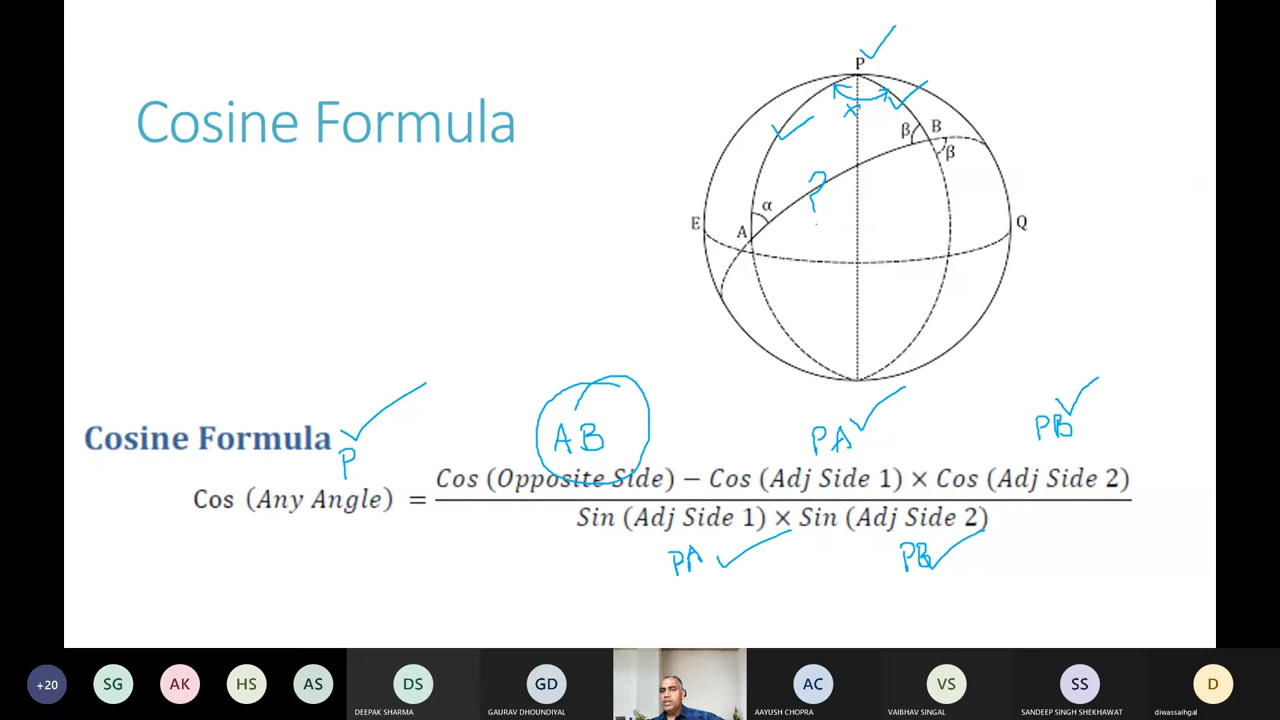 Cosine Formula
P
x
β
B
β
?
α
A
E
Q
Cosine Formula
P
AB
PA
PB
Cos (Any Angle) = Cos (Opposite Side) – Cos (Adj Side 1) × Cos (Adj Side 2)
Sin (Adj Side 1) × Sin (Adj Side 2)
PA
PB
+20
SG
AK
HS
AS
DS
DEEPAK SHARMA
GD
GAURAV DHOUNDIYAL
AC
AAYUSH CHOPRA
VS
VAIBHAV SINGAL
SS
SANDEEP SINGH SHEKHAWAT
D
diwassaihgal